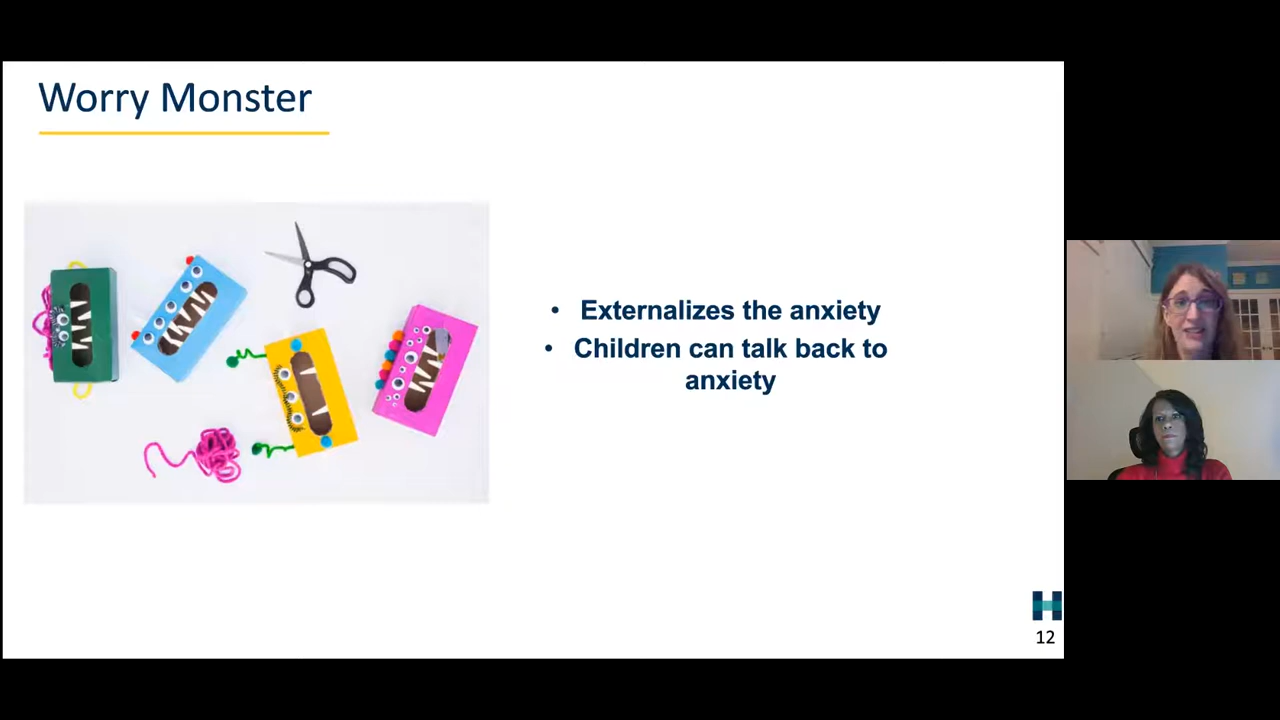 Worry Monster
• Externalizes the anxiety
• Children can talk back to
anxiety
H
12